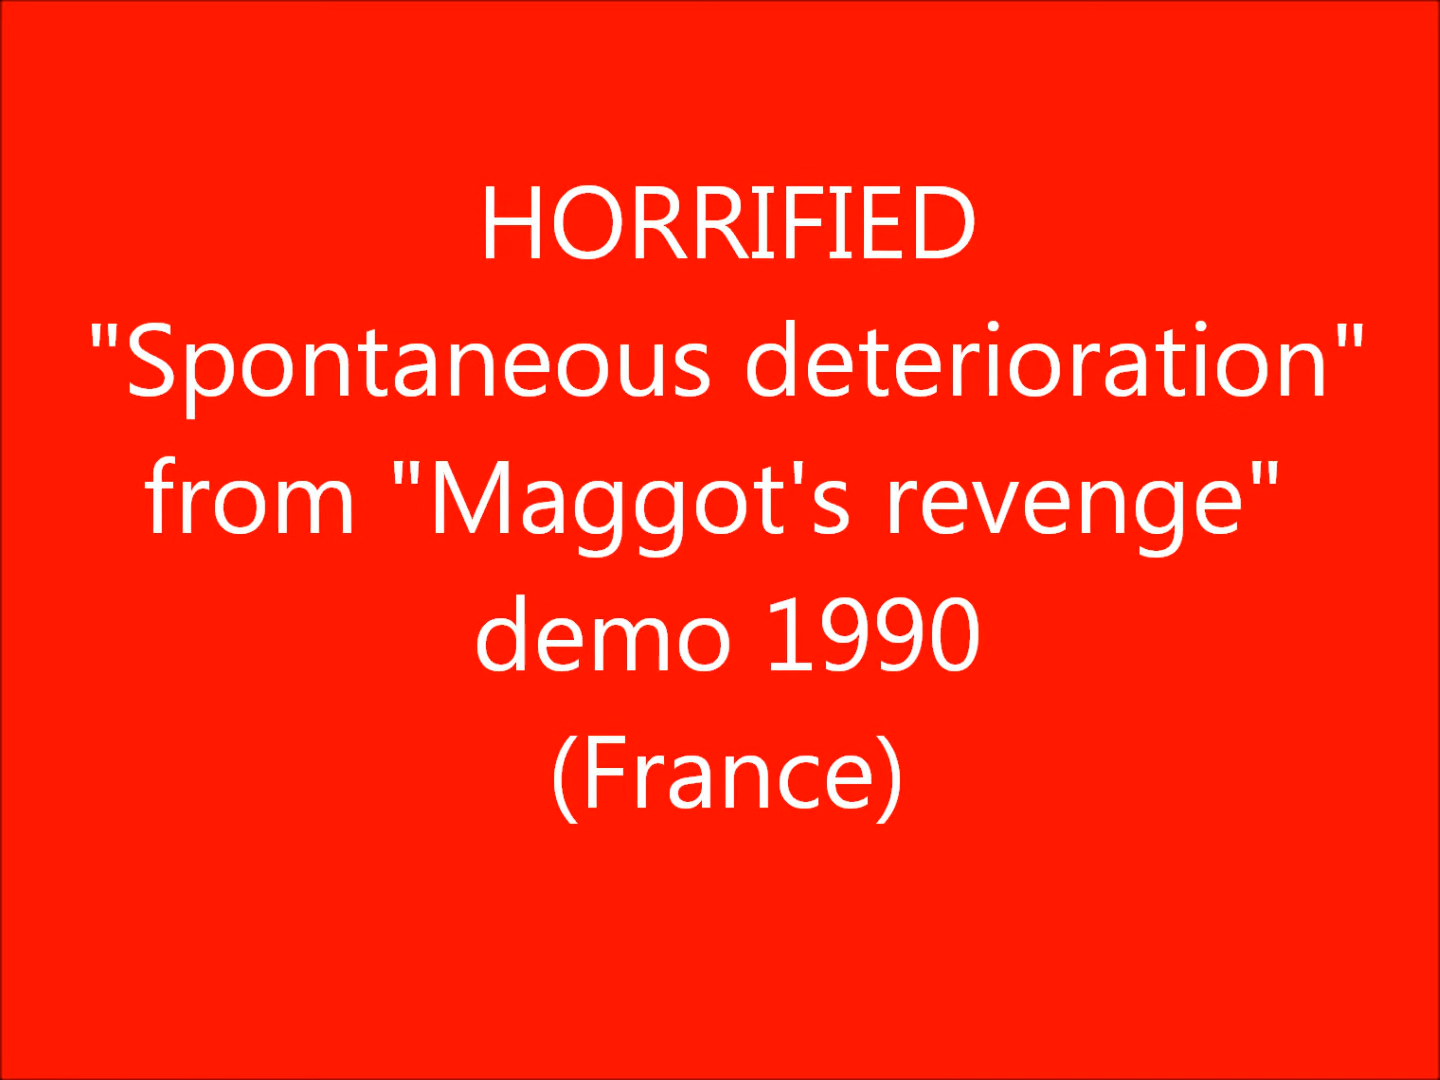 HORRIFIED
"Spontaneous deterioration"
from "Maggot's revenge"
demo 1990
(France)